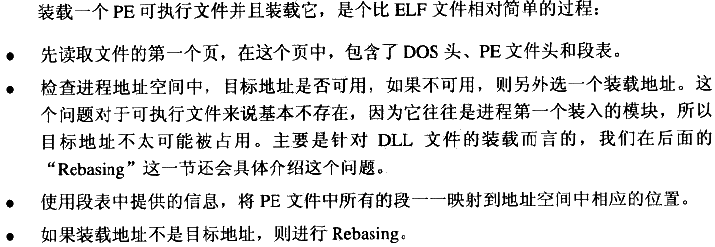 装载一个 PE 可执行文件并且装载它，是个比 ELF 文件相对简单的过程：
● 先读取文件的第一个页，在这个页中，包含了 DOS 头、PE 文件头和段表。
● 检查进程地址空间中，目标地址是否可用，如果不可用，则另外选一个装载地址。这
个问题对于可执行文件来说基本不存在，因为它往往是进程第一个装入的模块，所以
目标地址不太可能被占用。主要是针对 DLL 文件的装载而言的，我们在后面的
“Rebasing”这一节还会具体介绍这个问题。
● 使用段表中提供的信息，将 PE 文件中所有的段一一映射到地址空间中相应的位置。
● 如果装载地址不是目标地址，则进行 Rebasing。